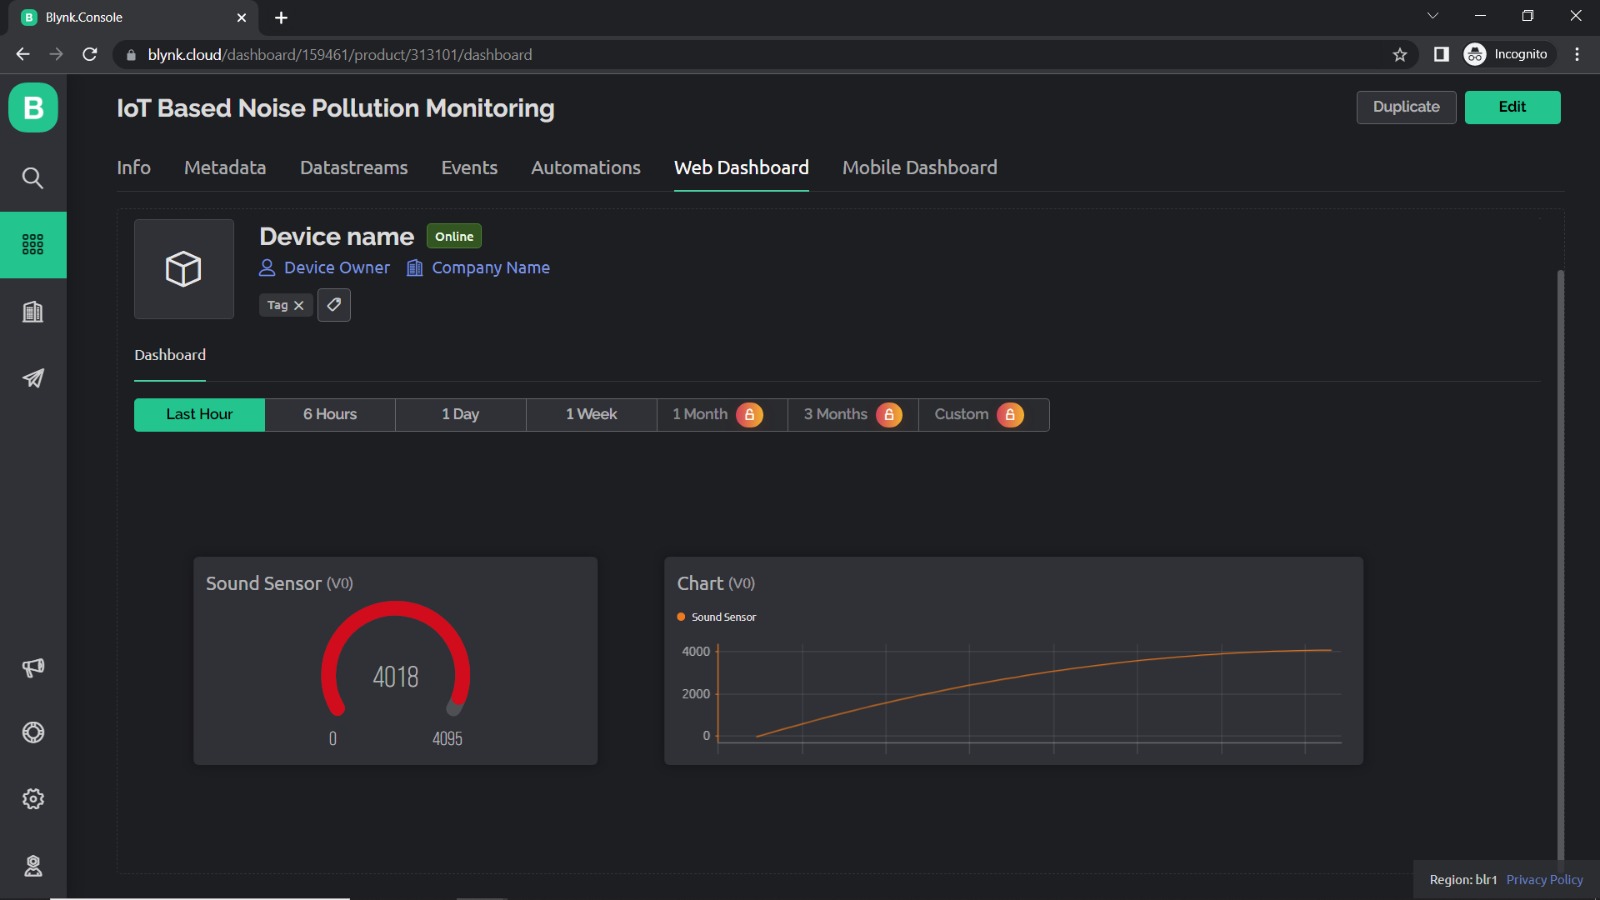 B Blynk.Console
blynk.cloud/dashboard/159461/product/313101/dashboard
Incognito
B
IoT Based Noise Pollution Monitoring
Duplicate
Edit
Info Metadata Datastreams Events Automations Web Dashboard Mobile Dashboard
Device name Online
Device Owner Company Name
Tag
Dashboard
Last Hour 6 Hours 1 Day 1 Week 1 Month 3 Months Custom
Sound Sensor (V0)
4018
0 4095
Chart (V0)
Sound Sensor
4000
2000
0
Region: blr1 Privacy Policy